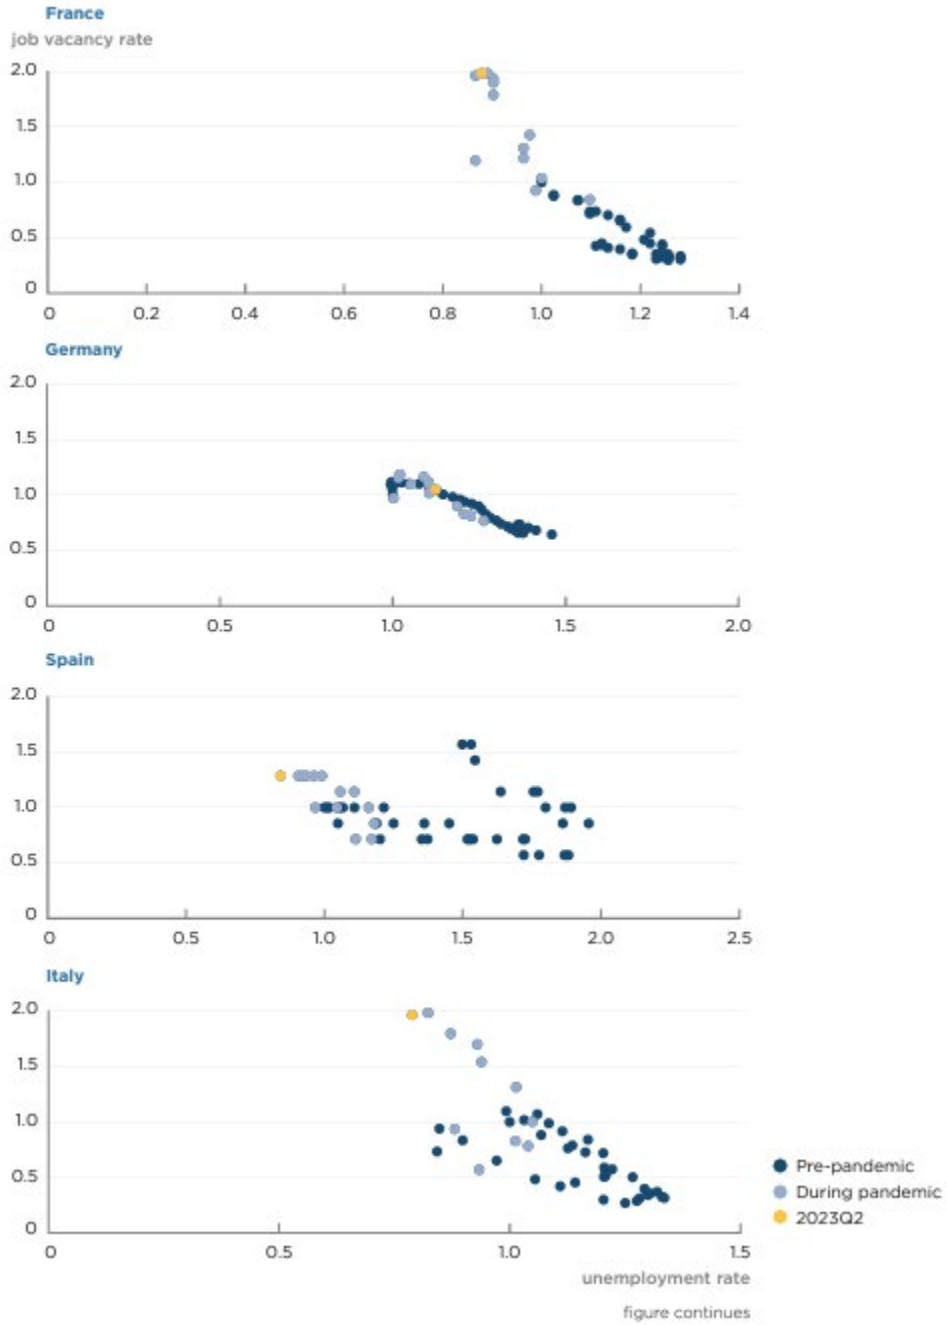 France
job vacancy rate
2.0
1.5
1.0
0.5
0
0 0.2 0.4 0.6 0.8 1.0 1.2 1.4
Germany
2.0
1.5
1.0
0.5
0
0 0.5 1.0 1.5 2.0
Spain
2.0
1.5
1.0
0.5
0
0 0.5 1.0 1.5 2.0 2.5
Italy
2.0
1.5
1.0
0.5
0
0 0.5 1.0 1.5
Pre-pandemic
During pandemic
2023Q2
unemployment rate
figure continues